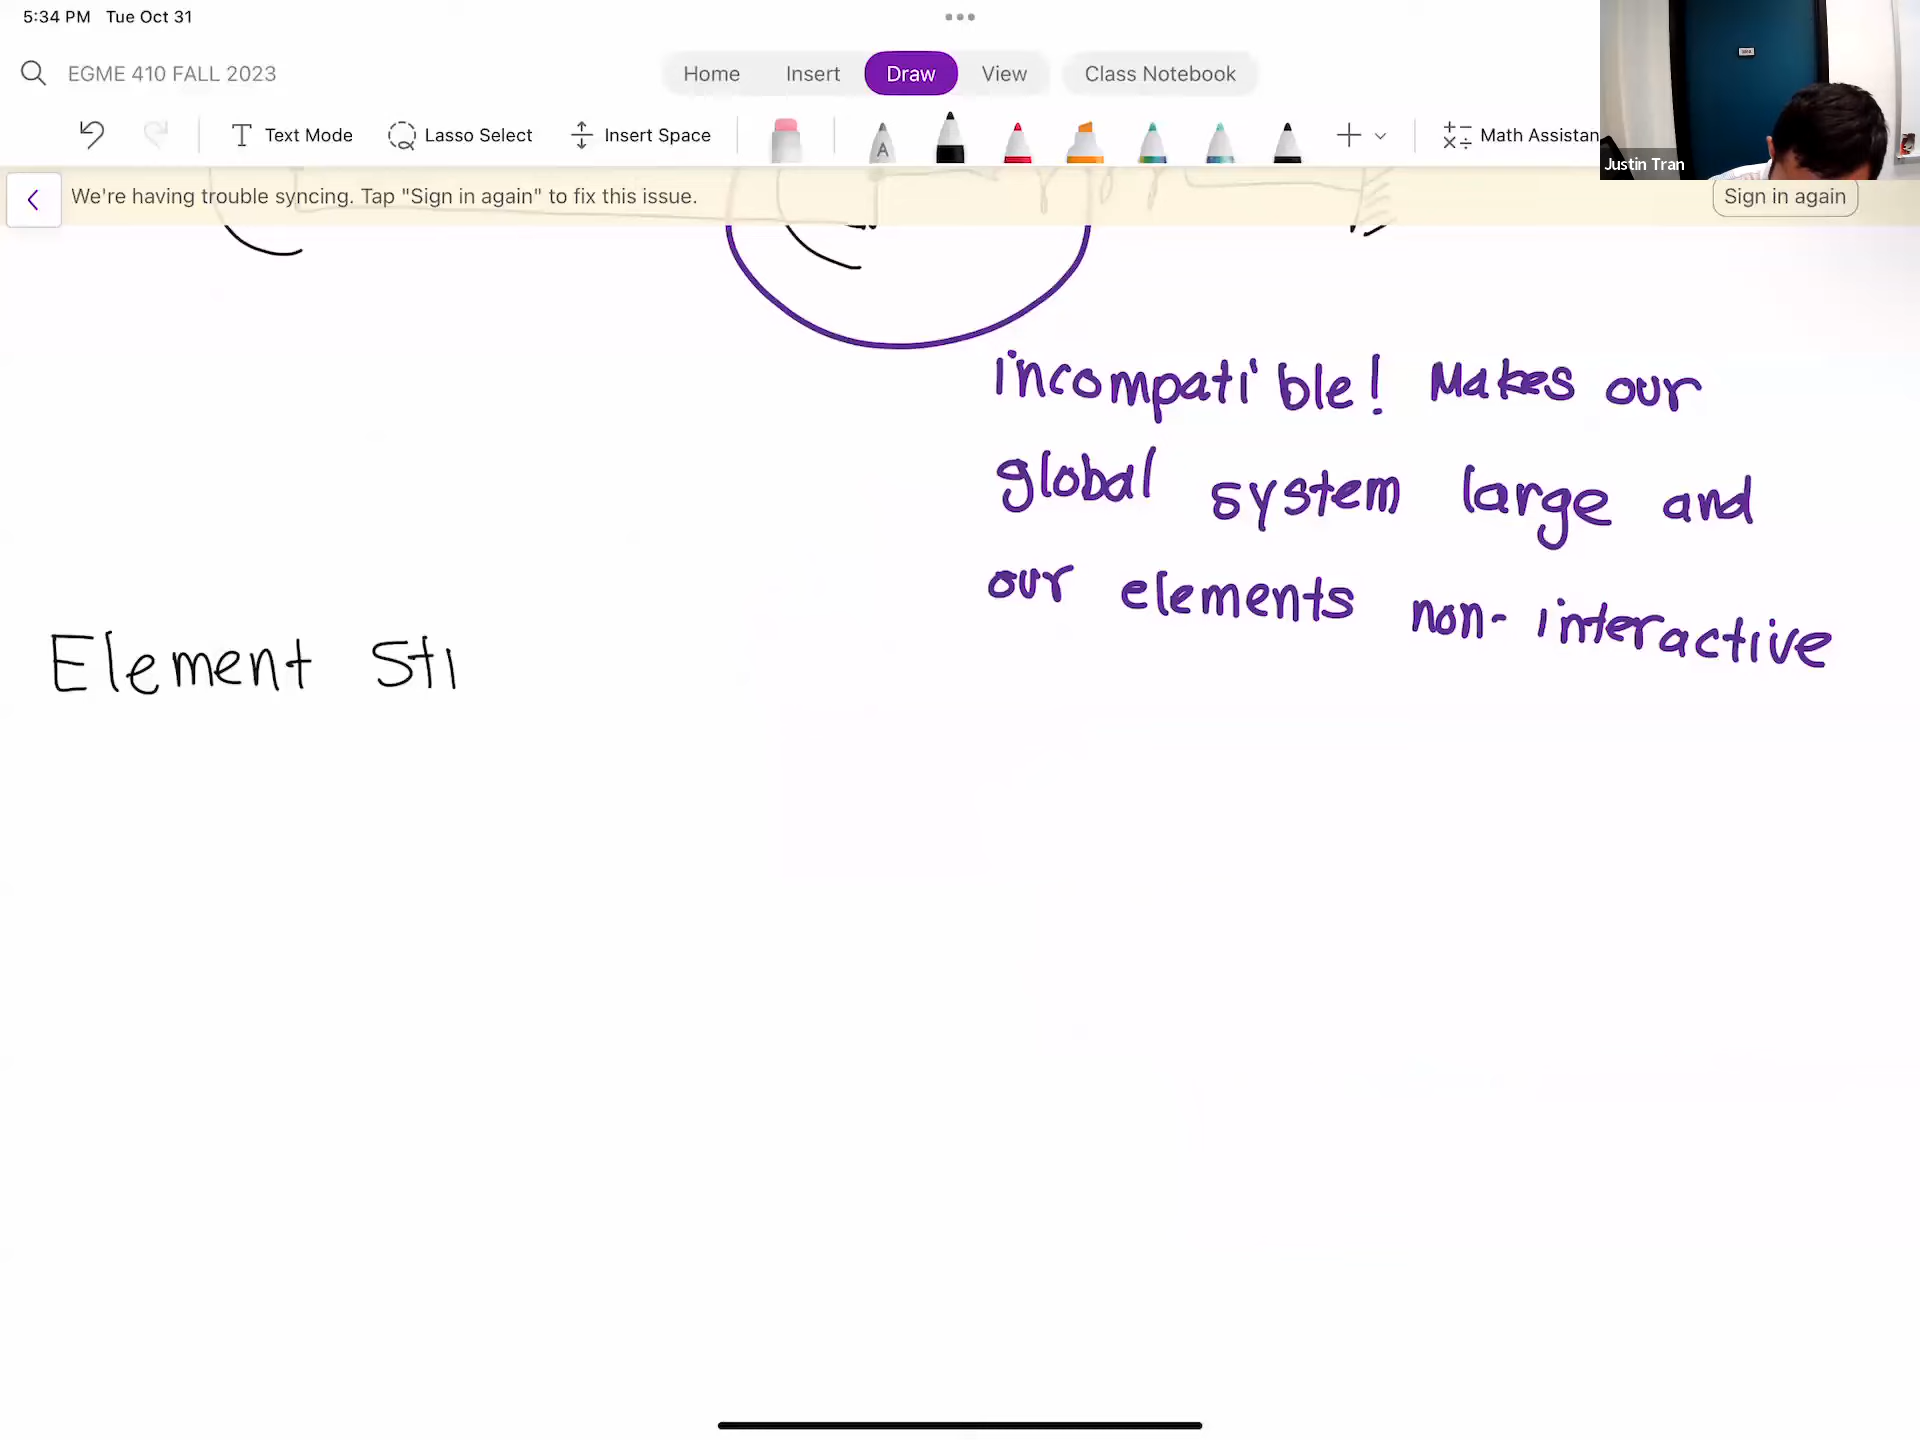 5:34 PM Tue Oct 31
EGME 410 FALL 2023
Home Insert Draw View Class Notebook
Text Mode Lasso Select Insert Space A Math Assistan
Justin Tran
We're having trouble syncing. Tap "Sign in again" to fix this issue. Sign in again
incompatible! Makes our
global system large and
our elements non-interactive
Element Sti